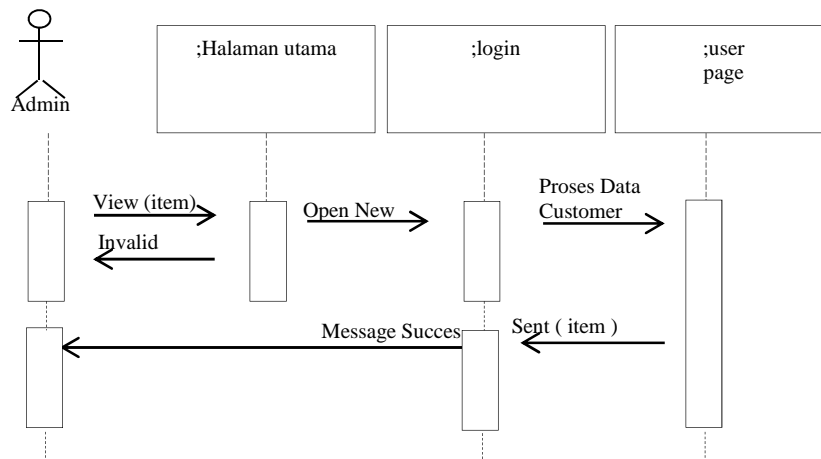 ;Halaman utama
;login
;user
page
Admin
View (item)
Open New
Proses Data
Customer
Invalid
Message Succes
Sent ( item )